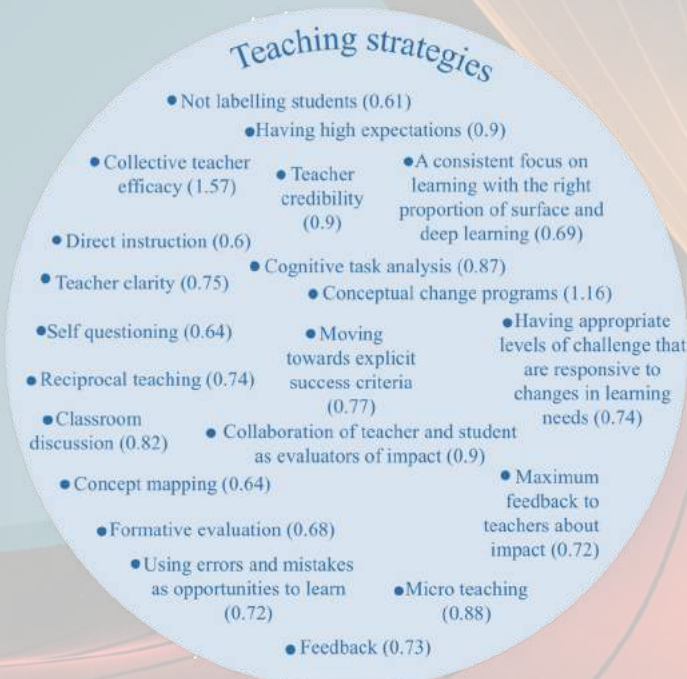 Teaching strategies
• Not labelling students (0.61)
•Having high expectations (0.9)
• Collective teacher
efficacy (1.57)
• Teacher
credibility
(0.9)
•A consistent focus on
learning with the right
proportion of surface and
deep learning (0.69)
• Direct instruction (0.6)
• Cognitive task analysis (0.87)
• Teacher clarity (0.75)
• Conceptual change programs (1.16)
•Self questioning (0.64)
• Moving
towards explicit
success criteria
(0.77)
•Having appropriate
levels of challenge that
are responsive to
changes in learning
needs (0.74)
• Reciprocal teaching (0.74)
• Classroom
discussion (0.82)
• Collaboration of teacher and student
as evaluators of impact (0.9)
• Concept mapping (0.64)
• Maximum
feedback to
teachers about
impact (0.72)
• Formative evaluation (0.68)
• Using errors and mistakes
as opportunities to learn
(0.72)
•Micro teaching
(0.88)
• Feedback (0.73)